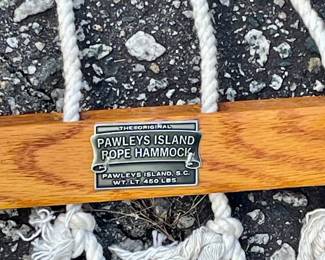 THE ORIGINAL
PAWLEYS ISLAND
ROPE HAMMOCK
PAWLEYS ISLAND, S.C.
WT. LT. 450 LBS